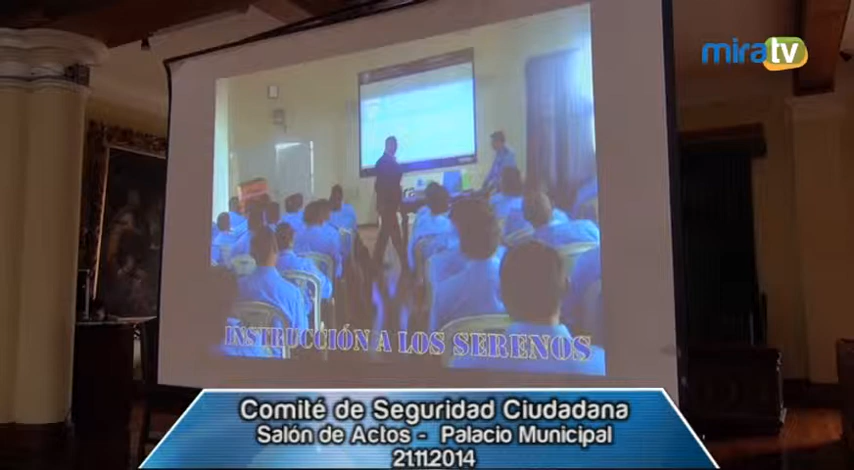 miratv
INSTRUCCIÓN A LOS SERENOS
Comité de Seguridad Ciudadana
Salón de Actos - Palacio Municipal
21.11.2014